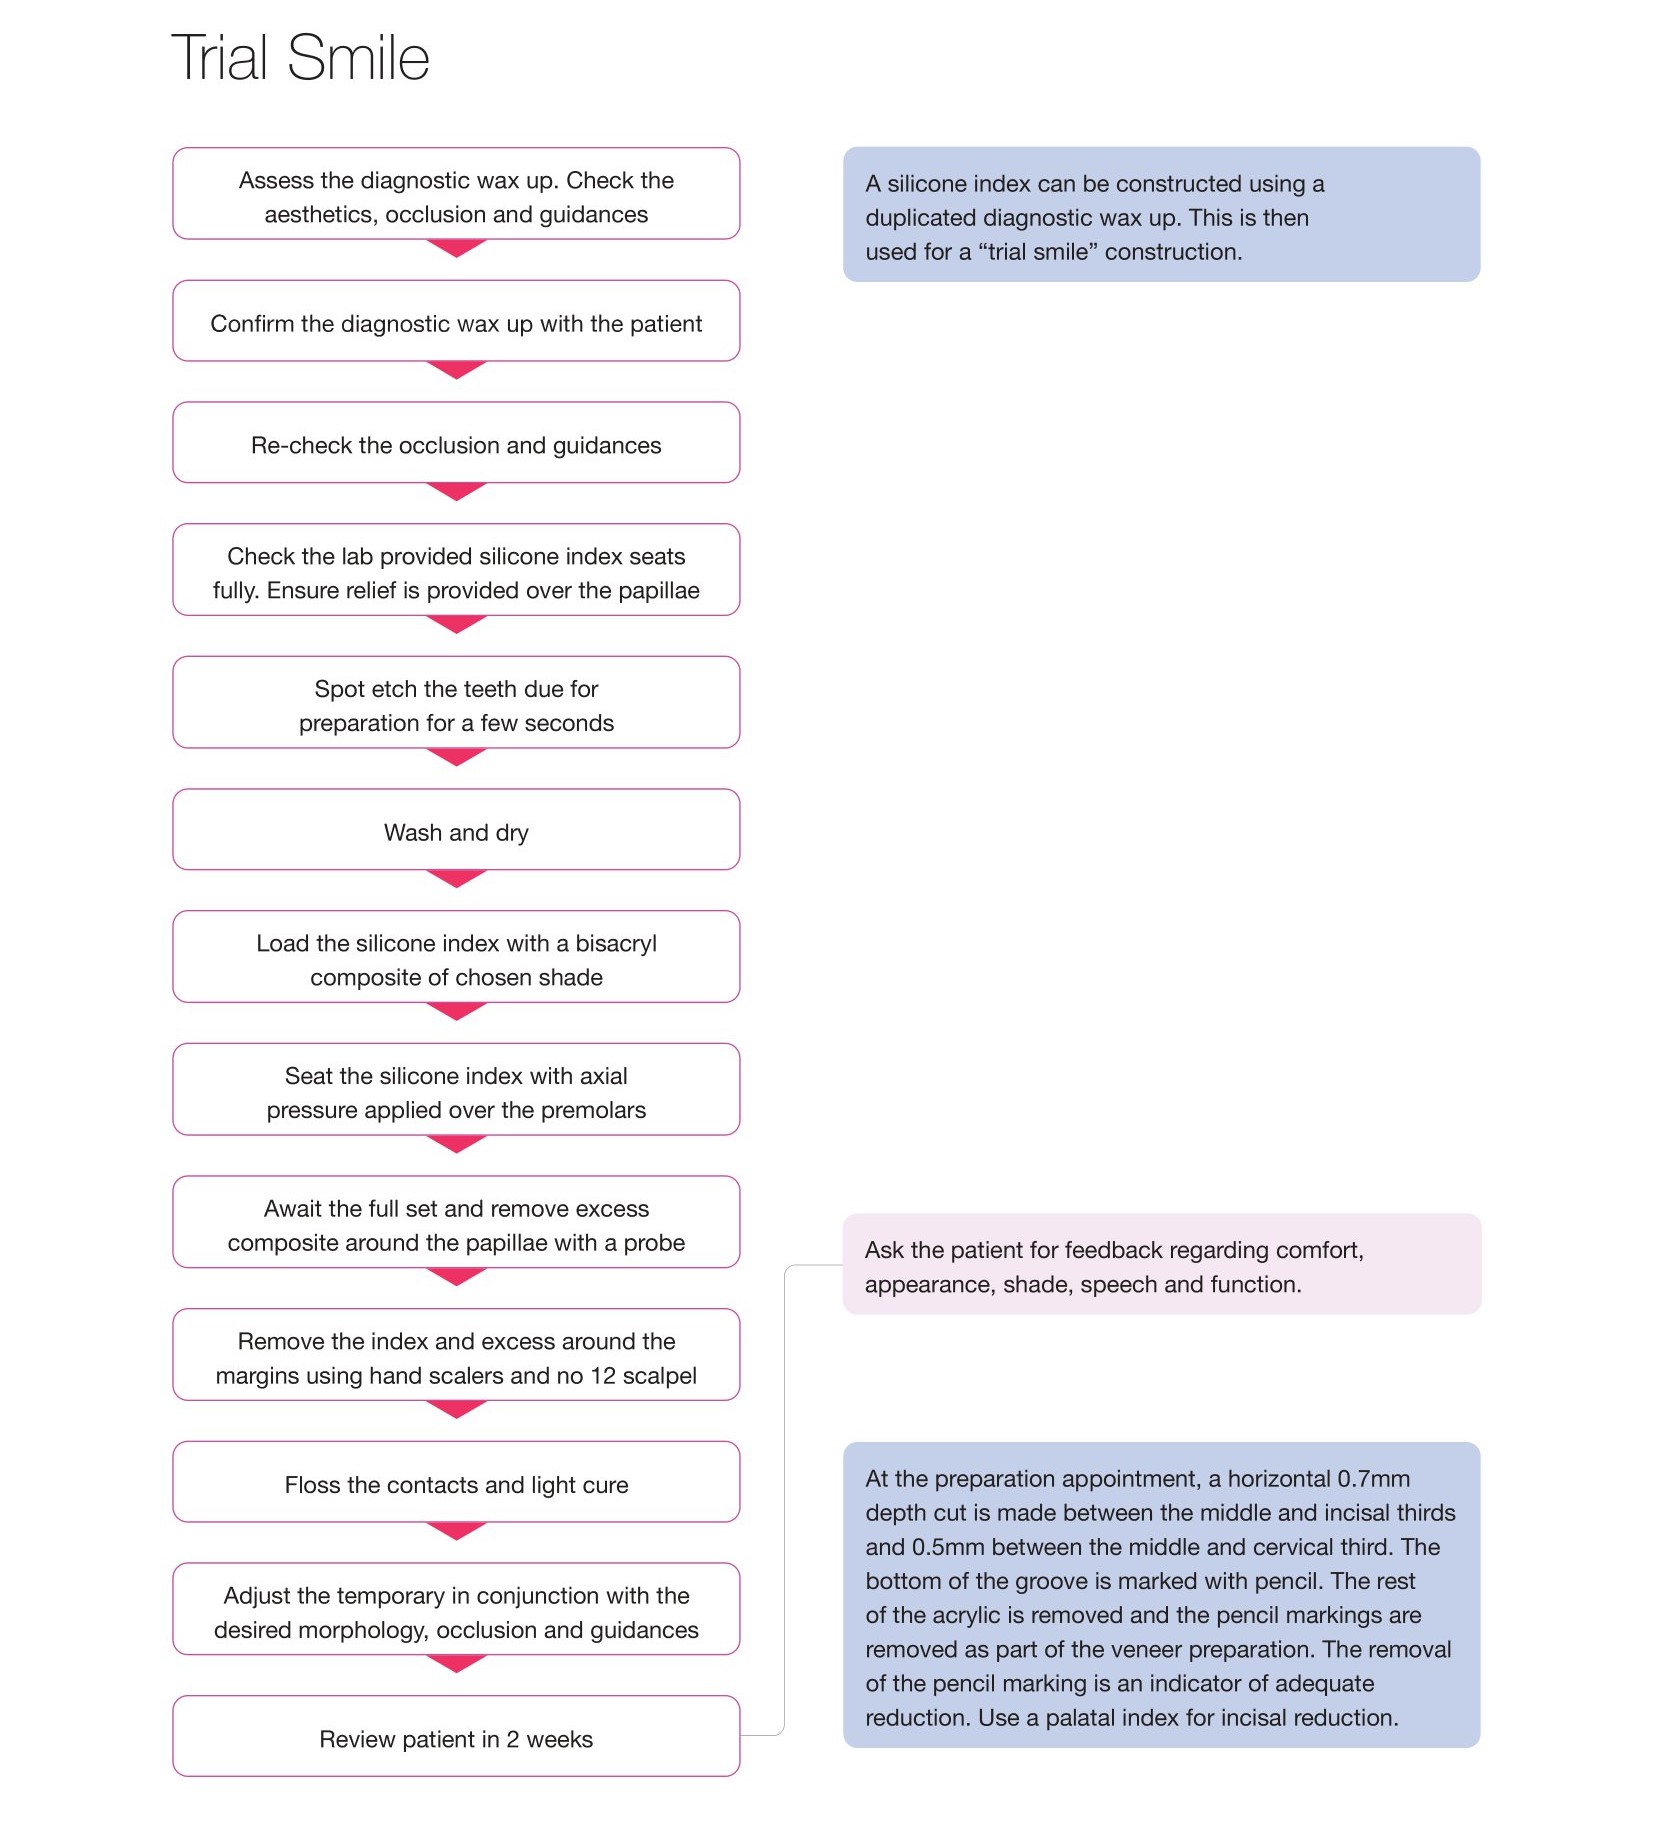 Trial Smile
Assess the diagnostic wax up. Check the
aesthetics, occlusion and guidances
A silicone index can be constructed using a
duplicated diagnostic wax up. This is then
used for a “trial smile” construction.
Confirm the diagnostic wax up with the patient
Re-check the occlusion and guidances
Check the lab provided silicone index seats
fully. Ensure relief is provided over the papillae
Spot etch the teeth due for
preparation for a few seconds
Wash and dry
Load the silicone index with a bisacryl
composite of chosen shade
Seat the silicone index with axial
pressure applied over the premolars
Await the full set and remove excess
composite around the papillae with a probe
Remove the index and excess around the
margins using hand scalers and no 12 scalpel
Floss the contacts and light cure
Adjust the temporary in conjunction with the
desired morphology, occlusion and guidances
Review patient in 2 weeks
Ask the patient for feedback regarding comfort,
appearance, shade, speech and function.
At the preparation appointment, a horizontal 0.7mm
depth cut is made between the middle and incisal thirds
and 0.5mm between the middle and cervical third. The
bottom of the groove is marked with pencil. The rest
of the acrylic is removed and the pencil markings are
removed as part of the veneer preparation. The removal
of the pencil marking is an indicator of adequate
reduction. Use a palatal index for incisal reduction.